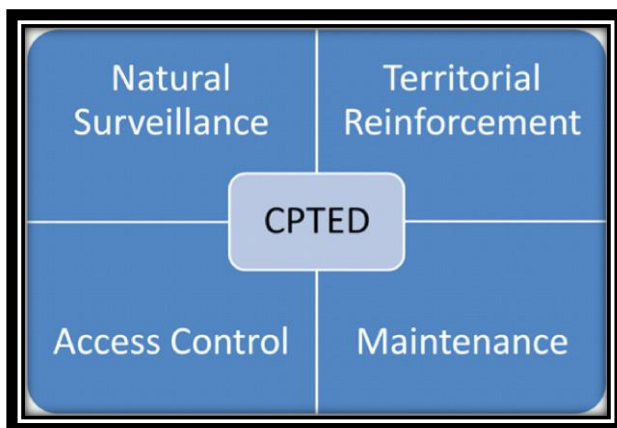 Natural
Surveillance
Territorial
Reinforcement
CPTED
Access Control
Maintenance